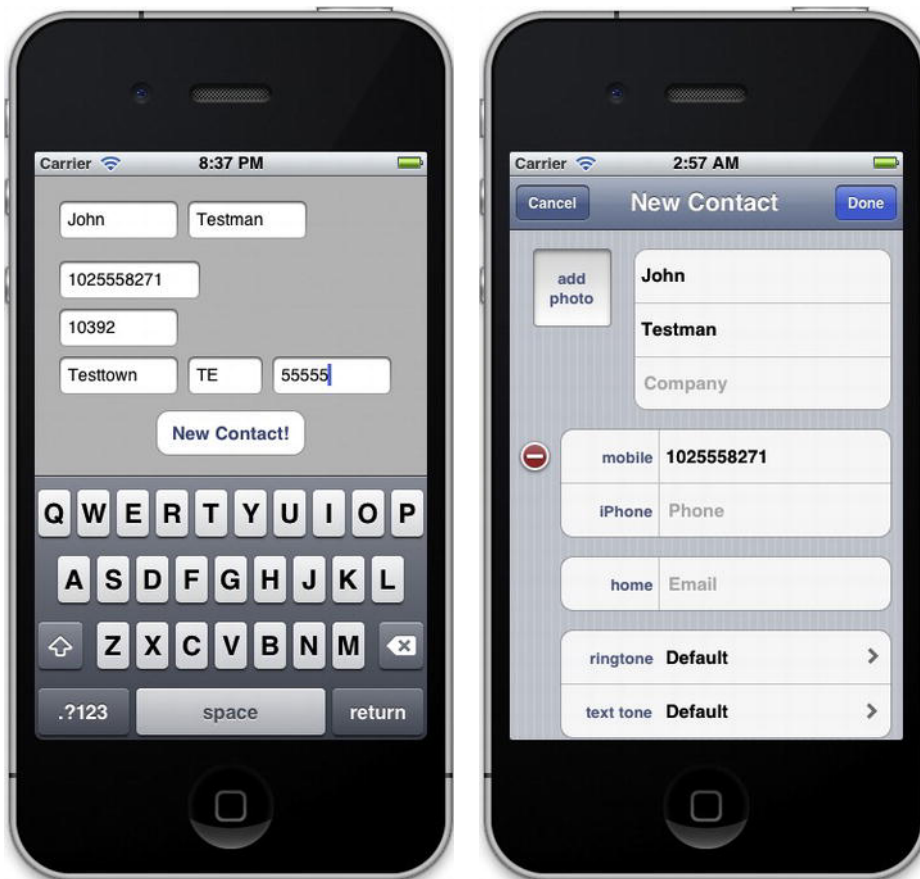 Carrier 8:37 PM
John Testman
1025558271
10392
Testtown TE 55555
New Contact!
Q W E R T Y U I O P
A S D F G H J K L
Z X C V B N M
.?123 space return
Carrier 2:57 AM
Cancel New Contact Done
add
photo
John
Testman
Company
mobile 1025558271
iPhone Phone
home Email
ringtone Default
text tone Default